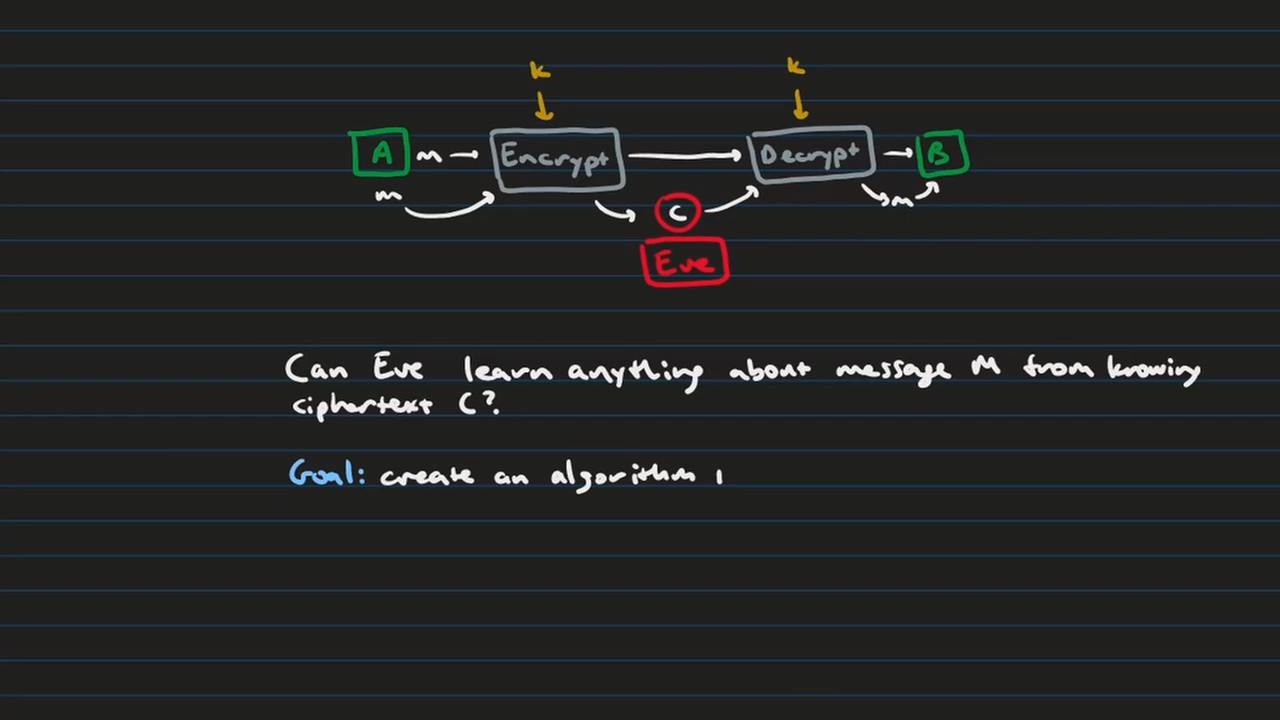 k k
A m Encrypt Decrypt B
m C m
Eve
Can Eve learn anything about message M from knowing
ciphertext C?
Goal: create an algorithm